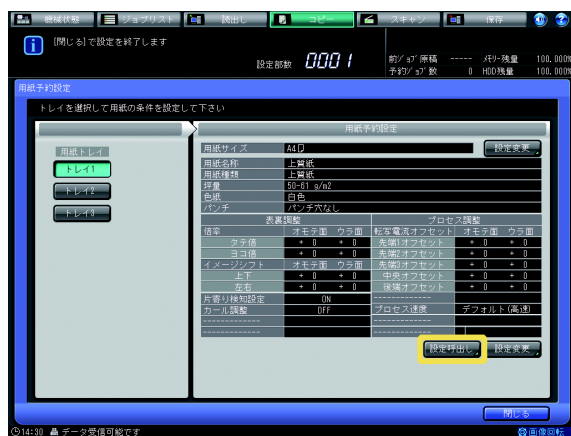 機械状態 ジョブリスト 読出し コピー スキャン 保存
[閉じる]で設定を終了します
設定部数 0001
前ジョブ原稿 ----- メモリ-残量 100.000%
予約ジョブ数 0 HDD残量 100.000%
用紙予約設定
トレイを選択して用紙の条件を設定して下さい
用紙予約設定
用紙トレイ
トレイ1
トレイ2
トレイ3
用紙サイズ A4 設定変更
用紙名称 上質紙
用紙種類 上質紙
坪量 50-61 g/m2
色紙 白色
パンチ パンチ穴なし
表裏調整 プロセス調整
倍率 オモテ面 ウラ面 転写電流オフセット オモテ面 ウラ面
タテ倍 + 0 + 0 先端1オフセット + 0 + 0
ヨコ倍 + 0 + 0 先端2オフセット + 0 + 0
イメージシフト オモテ面 ウラ面 先端3オフセット + 0 + 0
上下 + 0 + 0 中央オフセット + 0 + 0
左右 + 0 + 0 後端オフセット + 0 + 0
片寄り検知設定 ON -------------
カール調整 OFF プロセス速度 デフォルト(高速)
------------- -------------
------------- -------------
設定呼出し 設定変更
閉じる
14:30 データ受信可能です 画像回転